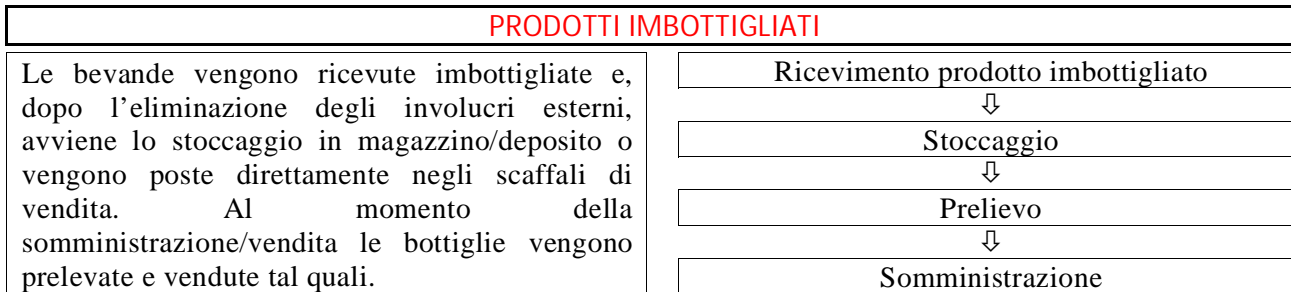 PRODOTTI IMBOTTIGLIATI
Le bevande vengono ricevute imbottigliate e,
dopo l'eliminazione degli involucri esterni,
avviene lo stoccaggio in magazzino/deposito o
vengono poste direttamente negli scaffali di
vendita. Al momento della
somministrazione/vendita le bottiglie vengono
prelevate e vendute tal quali.
Ricevimento prodotto imbottigliato
⇩
Stoccaggio
⇩
Prelievo
⇩
Somministrazione